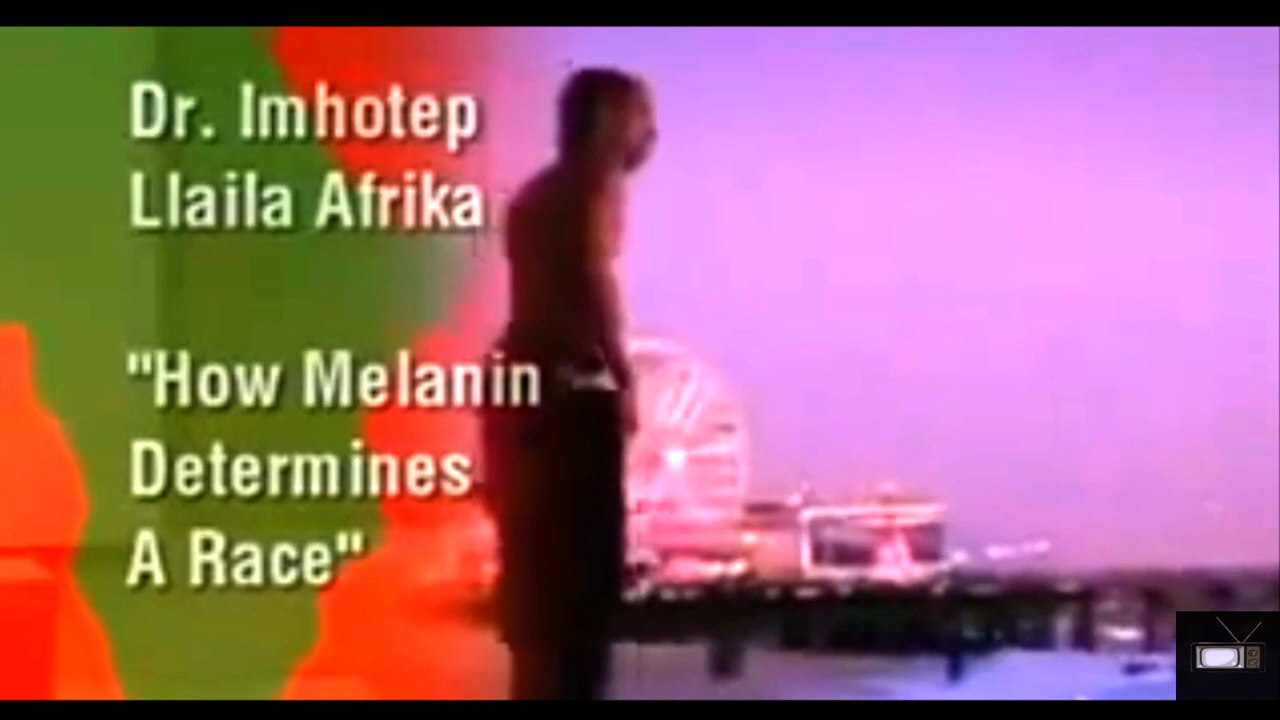 Dr. Imhotep
Llaila Afrika
"How Melanin
Determines
A Race"